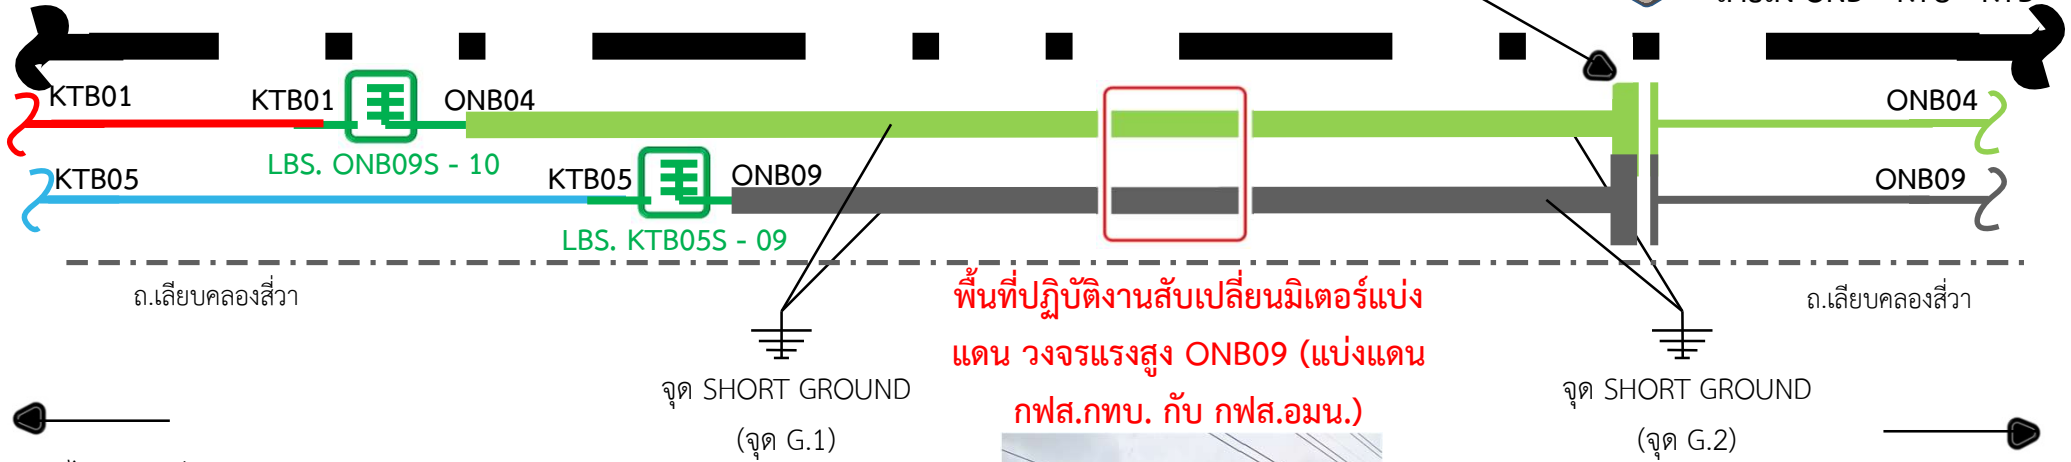 KTB01
KTB01
ONB04
ONB04
LBS. ONB09S - 10
KTB05
KTB05
ONB09
ONB09
LBS. KTB05S - 09
ถ.เลียบคลองสี่วา
ถ.เลียบคลองสี่วา
พื้นที่ปฏิบัติงานสับเปลี่ยนมิเตอร์แบ่ง
แดน วงจรแรงสูง ONB09 (แบ่งแดน
กฟส.กทบ. กับ กฟส.อมน.)
จุด SHORT GROUND
(จุด G.1)
จุด SHORT GROUND
(จุด G.2)